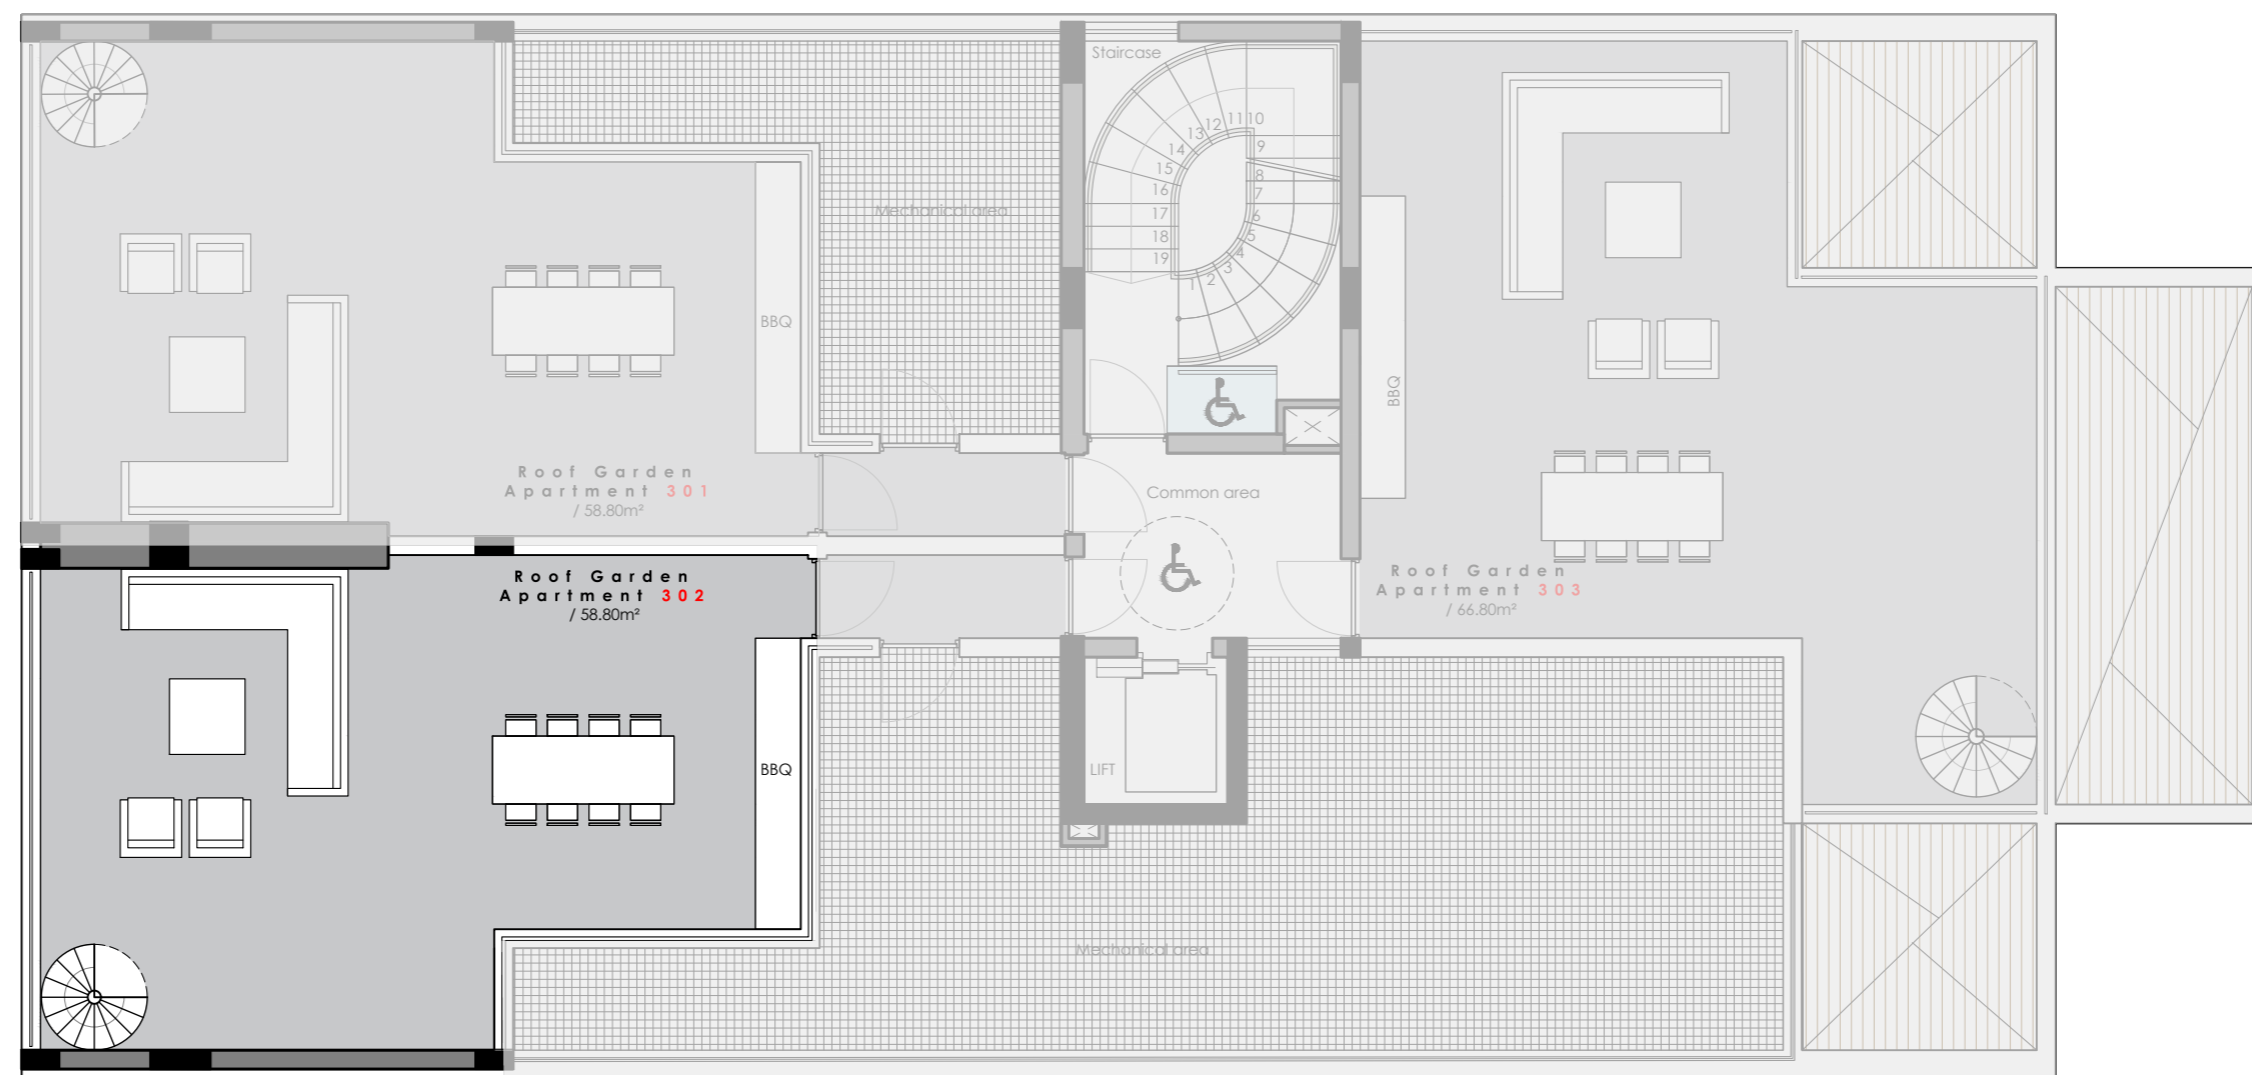 Staircase
11 10
12
13
14
9
15
8
16
7
17
6
18
5
19
4
3
2
1
Mechanical area
BBQ
BBQ
Roof Garden
Apartment 301
/ 58.80m²
Common area
Roof Garden
Apartment 302
/ 58.80m²
Roof Garden
Apartment 303
/ 66.80m²
BBQ
LIFT
Mechanical area